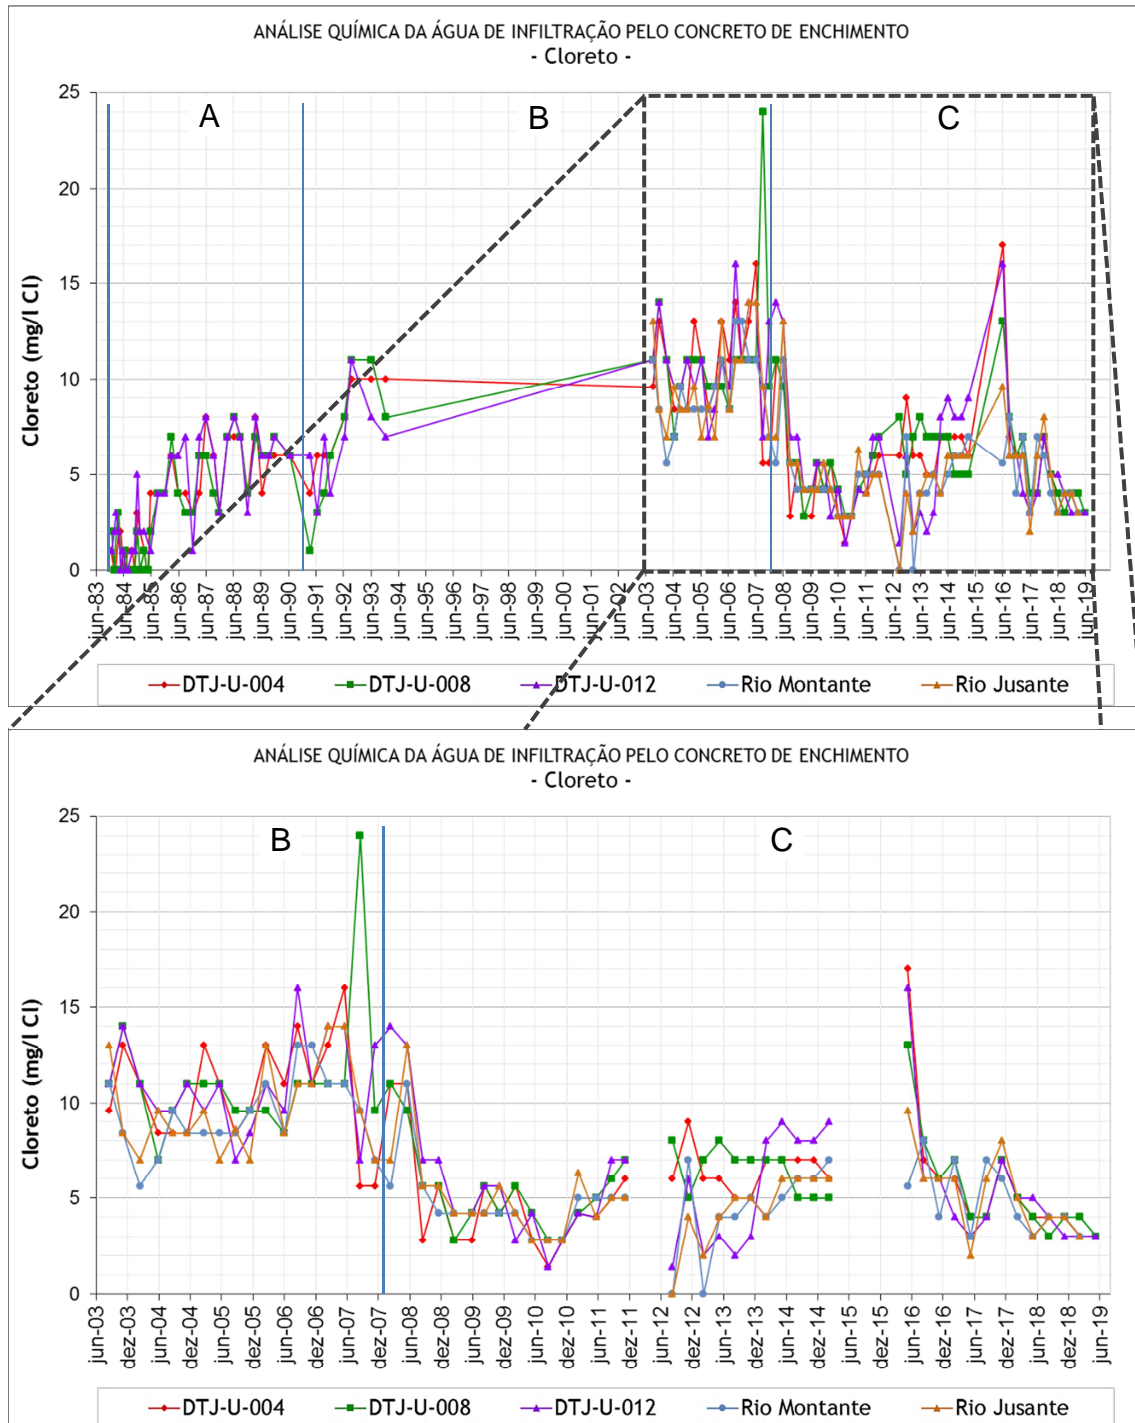 ANÁLISE QUÍMICA DA ÁGUA DE INFILTRAÇÃO PELO CONCRETO DE ENCHIMENTO
- Cloreto -
A
B
C
Cloreto (mg/l Cl)
25
20
15
10
5
0
jun-83
jun-84
jun-85
jun-86
jun-87
jun-88
jun-89
jun-90
jun-91
jun-92
jun-93
jun-94
jun-95
jun-96
jun-97
jun-98
jun-99
jun-00
jun-01
jun-02
jun-03
jun-04
jun-05
jun-06
jun-07
jun-08
jun-09
jun-10
jun-11
jun-12
jun-13
jun-14
jun-15
jun-16
jun-17
jun-18
jun-19
DTJ-U-004 DTJ-U-008 DTJ-U-012 Rio Montante Rio Jusante
ANÁLISE QUÍMICA DA ÁGUA DE INFILTRAÇÃO PELO CONCRETO DE ENCHIMENTO
- Cloreto -
B
C
Cloreto (mg/l Cl)
25
20
15
10
5
0
jun-03
dez-03
jun-04
dez-04
jun-05
dez-05
jun-06
dez-06
jun-07
dez-07
jun-08
dez-08
jun-09
dez-09
jun-10
dez-10
jun-11
dez-11
jun-12
dez-12
jun-13
dez-13
jun-14
dez-14
jun-15
dez-15
jun-16
dez-16
jun-17
dez-17
jun-18
dez-18
jun-19
DTJ-U-004 DTJ-U-008 DTJ-U-012 Rio Montante Rio Jusante